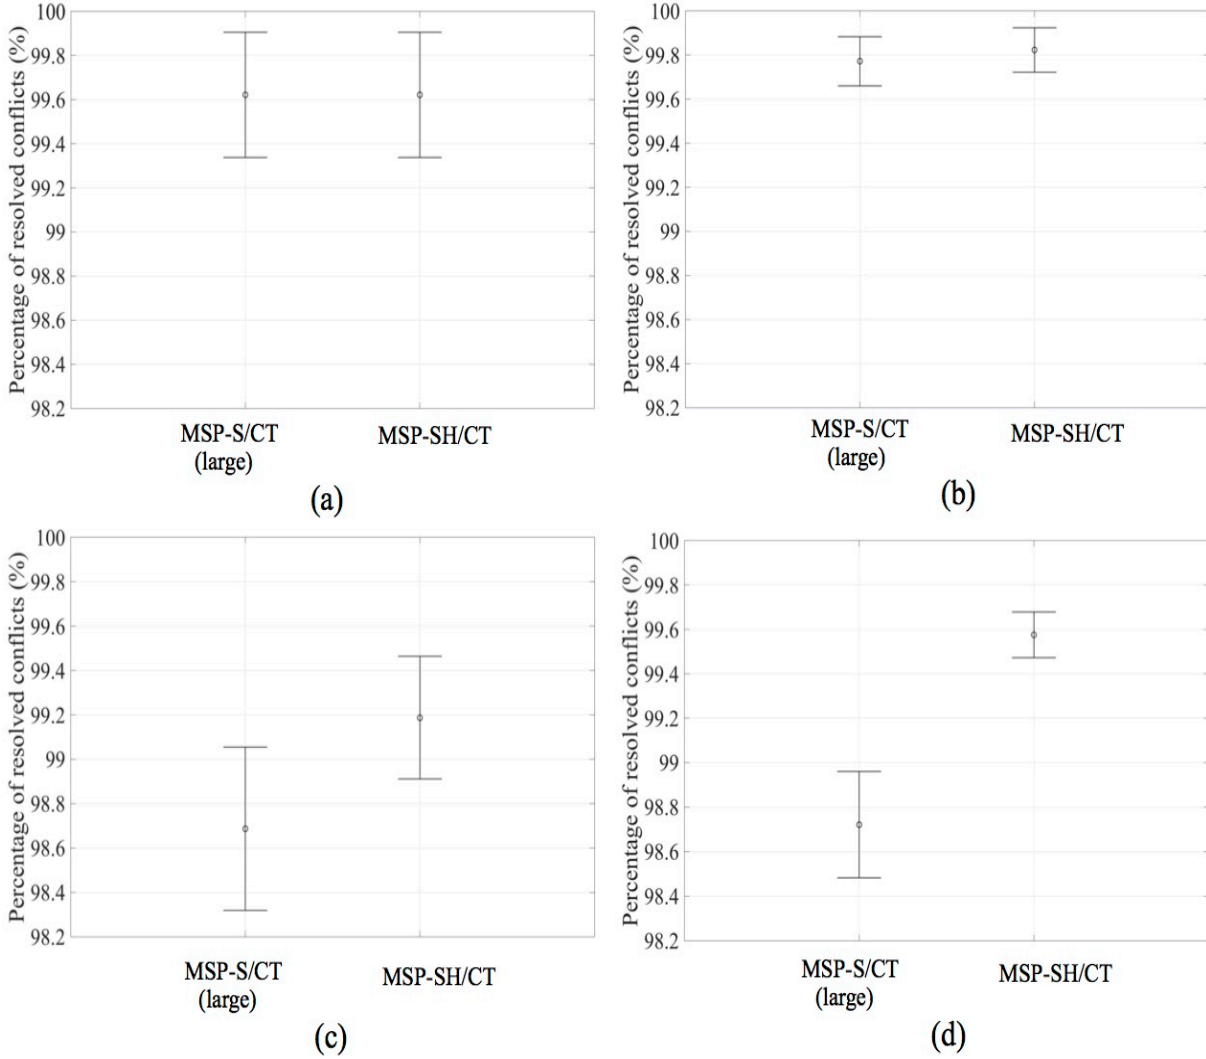 Percentage of resolved conflicts (%)
100
99.8
99.6
99.4
99.2
99
98.8
98.6
98.4
98.2
MSP-S/CT
(large)
MSP-SH/CT
(a)
Percentage of resolved conflicts (%)
100
99.8
99.6
99.4
99.2
99
98.8
98.6
98.4
98.2
MSP-S/CT
(large)
MSP-SH/CT
(b)
Percentage of resolved conflicts (%)
100
99.8
99.6
99.4
99.2
99
98.8
98.6
98.4
98.2
MSP-S/CT
(large)
MSP-SH/CT
(c)
Percentage of resolved conflicts (%)
100
99.8
99.6
99.4
99.2
99
98.8
98.6
98.4
98.2
MSP-S/CT
(large)
MSP-SH/CT
(d)